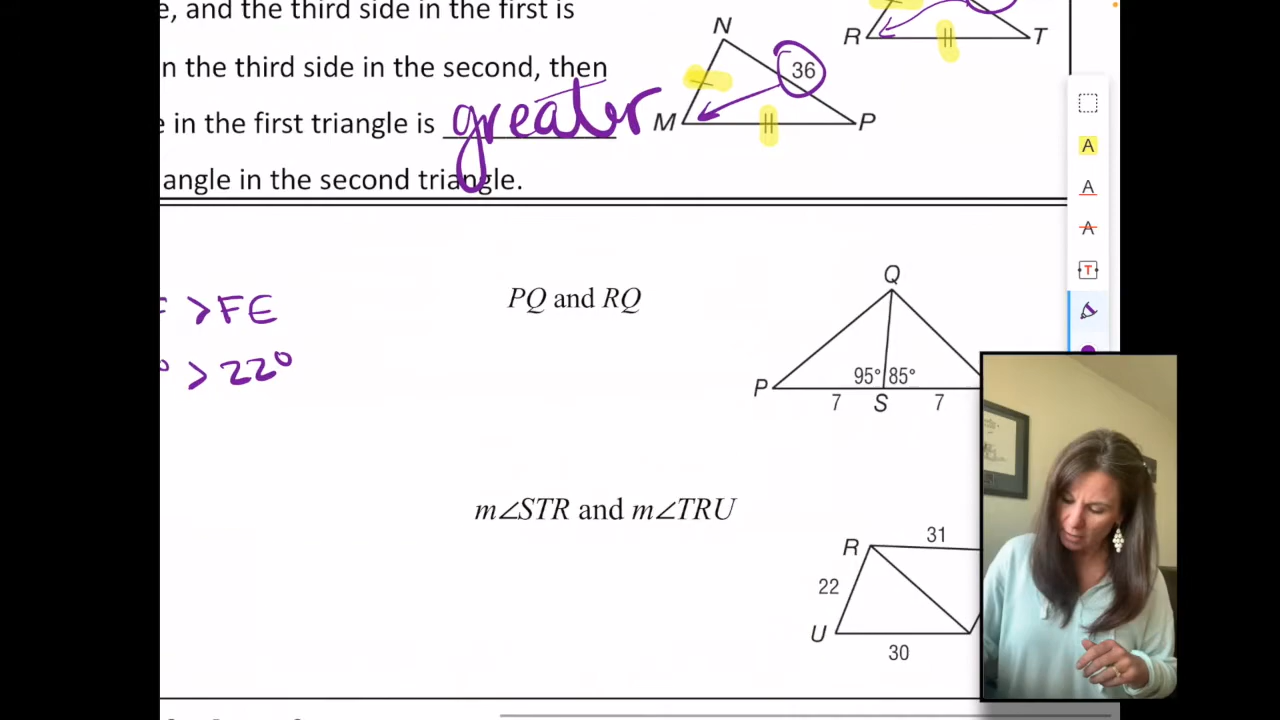 e, and the third side in the first is
n the third side in the second, then
e in the first triangle is greater
angle in the second triangle.
R T
N
36
M P
> FE
° > 22°
PQ and RQ
Q
95° 85°
P 7 S 7
m∠STR and m∠TRU
31
R
22
U
30
A
A
A
T